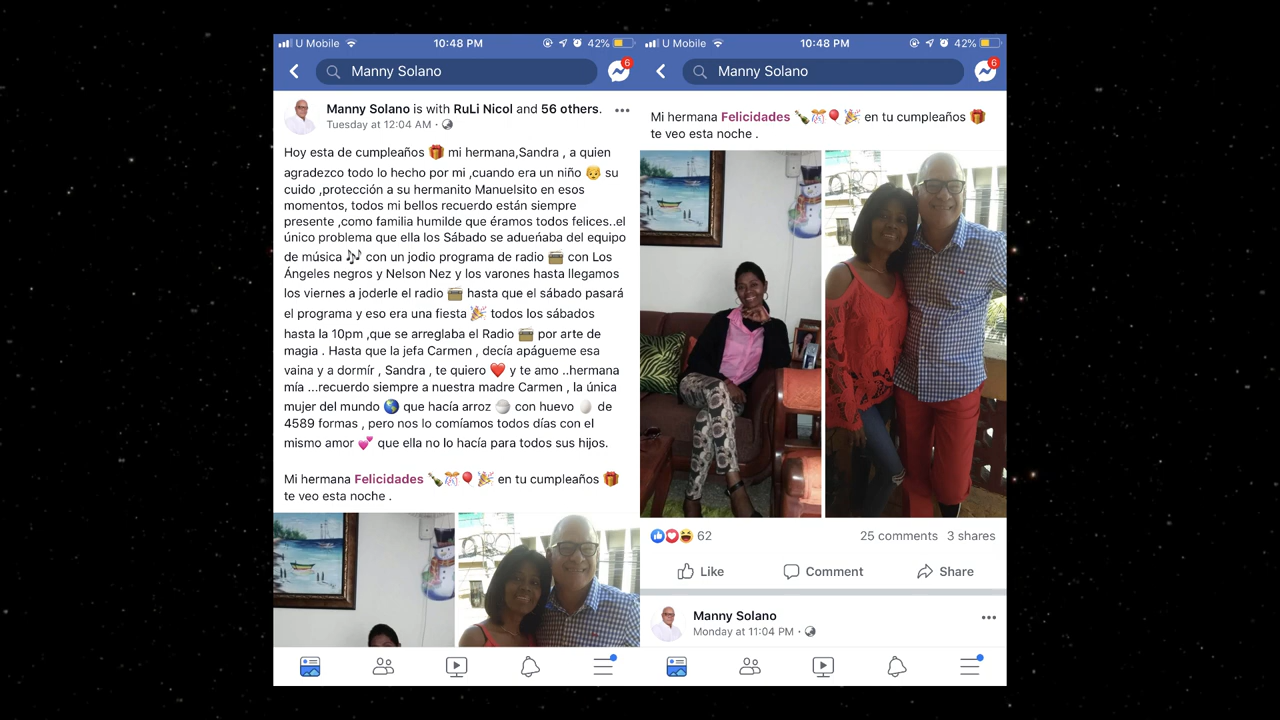 U Mobile 10:48 PM 42%
Manny Solano 6
Manny Solano is with RuLi Nicol and 56 others.
Tuesday at 12:04 AM ·
Hoy esta de cumpleaños 🎁 mi hermana,Sandra , a quien
agradezco todo lo hecho por mi ,cuando era un niño 👴 su
cuido ,protección a su hermanito Manuelsito en esos
momentos, todos mi bellos recuerdo están siempre
presente ,como familia humilde que éramos todos felices..el
único problema que ella los Sábado se adueñaba del equipo
de música 🎶 con un jodio programa de radio 📻 con Los
Ángeles negros y Nelson Nez y los varones hasta llegamos
los viernes a joderle el radio 📻 hasta que el sábado pasará
el programa y eso era una fiesta 🎉 todos los sábados
hasta la 10pm ,que se arreglaba el Radio 📻 por arte de
magia . Hasta que la jefa Carmen , decía apágueme esa
vaina y a dormír , Sandra , te quiero ❤️ y te amo ..hermana
mía ...recuerdo siempre a nuestra madre Carmen , la única
mujer del mundo 🌎 que hacía arroz 🍚 con huevo 🥚 de
4589 formas , pero nos lo comíamos todos días con el
mismo amor 💕 que ella no lo hacía para todos sus hijos.
Mi hermana Felicidades 🍾🎊🎈🎉 en tu cumpleaños 🎁
te veo esta noche .
U Mobile 10:48 PM 42%
Manny Solano 6
Mi hermana Felicidades 🍾🎊🎈🎉 en tu cumpleaños 🎁
te veo esta noche .
62 25 comments 3 shares
Like Comment Share
Manny Solano
Monday at 11:04 PM ·